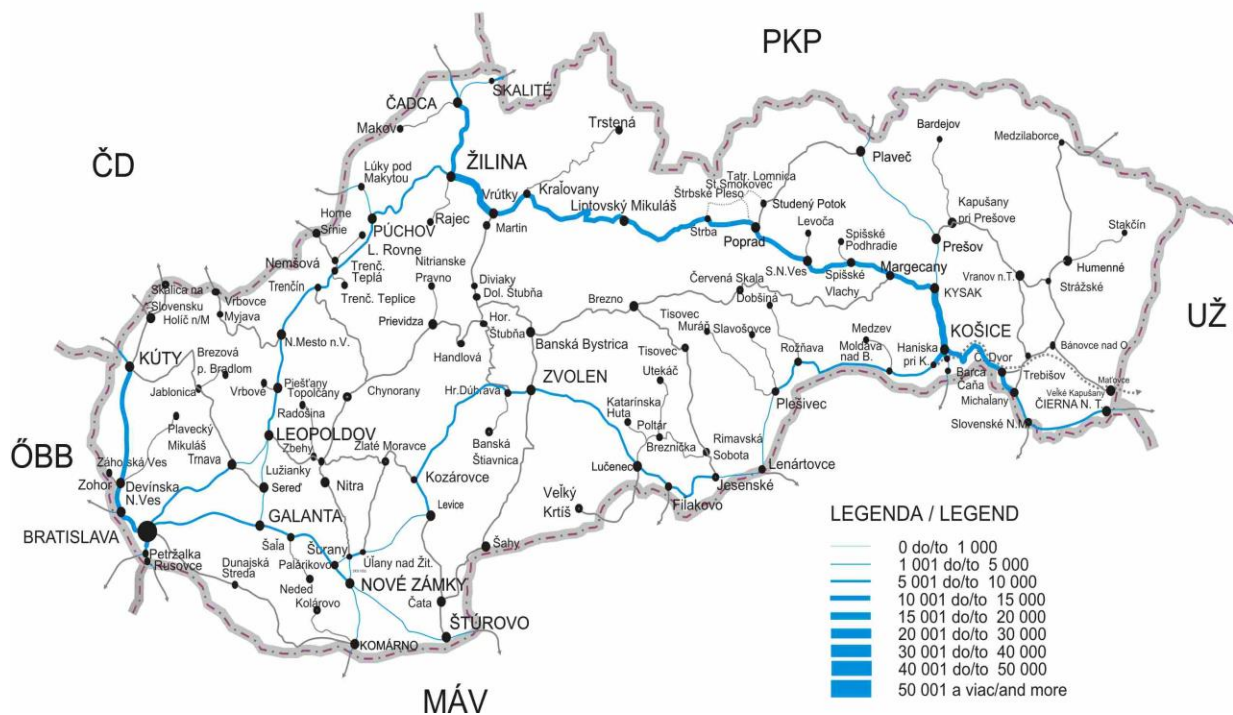 PKP
SKALITÉ
ČADCA
Makov
Trstená
Bardejov
Medzilaborce
ČD
Lúky pod
Makytou
ŽILINA
Plaveč
Vrútky
Kraľovany
Tatr. Lomnica
St.Smokovec
Štrbské Pleso
Studený Potok
Kapušany
pri Prešove
Horne
Sŕnie
PÚCHOV
Rajec
Martin
Liptovský Mikuláš
Štrba
Levoča
Stakčín
L. Rovne
Poprad
Spišské
Podhradie
Prešov
Nemšová
Trenč.
Teplá
Nitrianske
Pravno
Diviaky
Dol. Štubňa
Červená Skala
S.N.Ves
Spišské
Vlachy
Margecany
Vranov n.T.
Humenné
Strážske
Skalica na
Slovensku
Holíč n/M
Vrbovce
Myjava
Trenčín
Trenč. Teplice
Brezno
Dobšiná
KYSAK
UŽ
Prievidza
Hor.
Štubňa
Tisovec
Muráň
Slavošovce
KÚTY
Brezová
p. Bradlom
N.Mesto n.V.
Handlová
Banská Bystrica
Medzev
Moldava
nad B.
Haniska
pri K.
KOŠICE
Bánovce nad O.
Tisovec
Rožňava
Č.Dvor
Trebišov
Jablonica
Vrbové
Piešťany
Topoľčany
Chynorany
Hr.Dúbrava
ZVOLEN
Utekáč
Barca
Čaňa
Michaľany
Veľké Kapušany
Maťovce
Radošina
Katarínska
Huta
Plešivec
ČIERNA N. T.
Plavecký
Mikuláš
LEOPOLDOV
Zbehy
Zlaté Moravce
Banská
Štiavnica
Poltár
Breznička
Rimavská
Sobota
Slovenské N.M.
ŐBB
Záhorská Ves
Zohor
Devínska
N.Ves
Trnava
Lužianky
Sereď
Nitra
Kozárovce
Lučenec
Lenártovce
Jesenské
BRATISLAVA
GALANTA
Levice
Veľký
Krtíš
Fiľakovo
LEGENDA / LEGEND
Šaľa
Šurany
Palárikovo
Úľany nad Žit.
Šahy
0 do/to 1 000
Petržalka
Rusovce
Dunajská
Streda
1 001 do/to 5 000
Neded
NOVÉ ZÁMKY
5 001 do/to 10 000
Kolárovo
Čata
10 001 do/to 15 000
15 001 do/to 20 000
ŠTÚROVO
20 001 do/to 30 000
KOMÁRNO
30 001 do/to 40 000
40 001 do/to 50 000
MÁV
50 001 a viac/and more